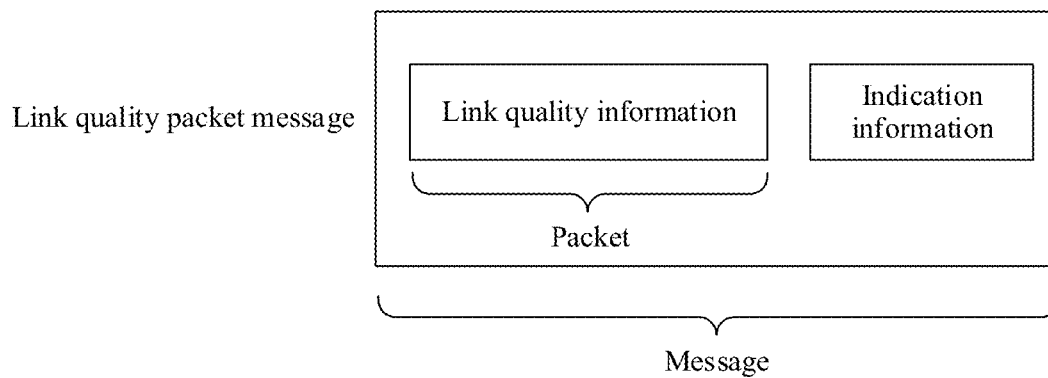 Link quality packet message
Link quality information
Indication
information
Packet
Message